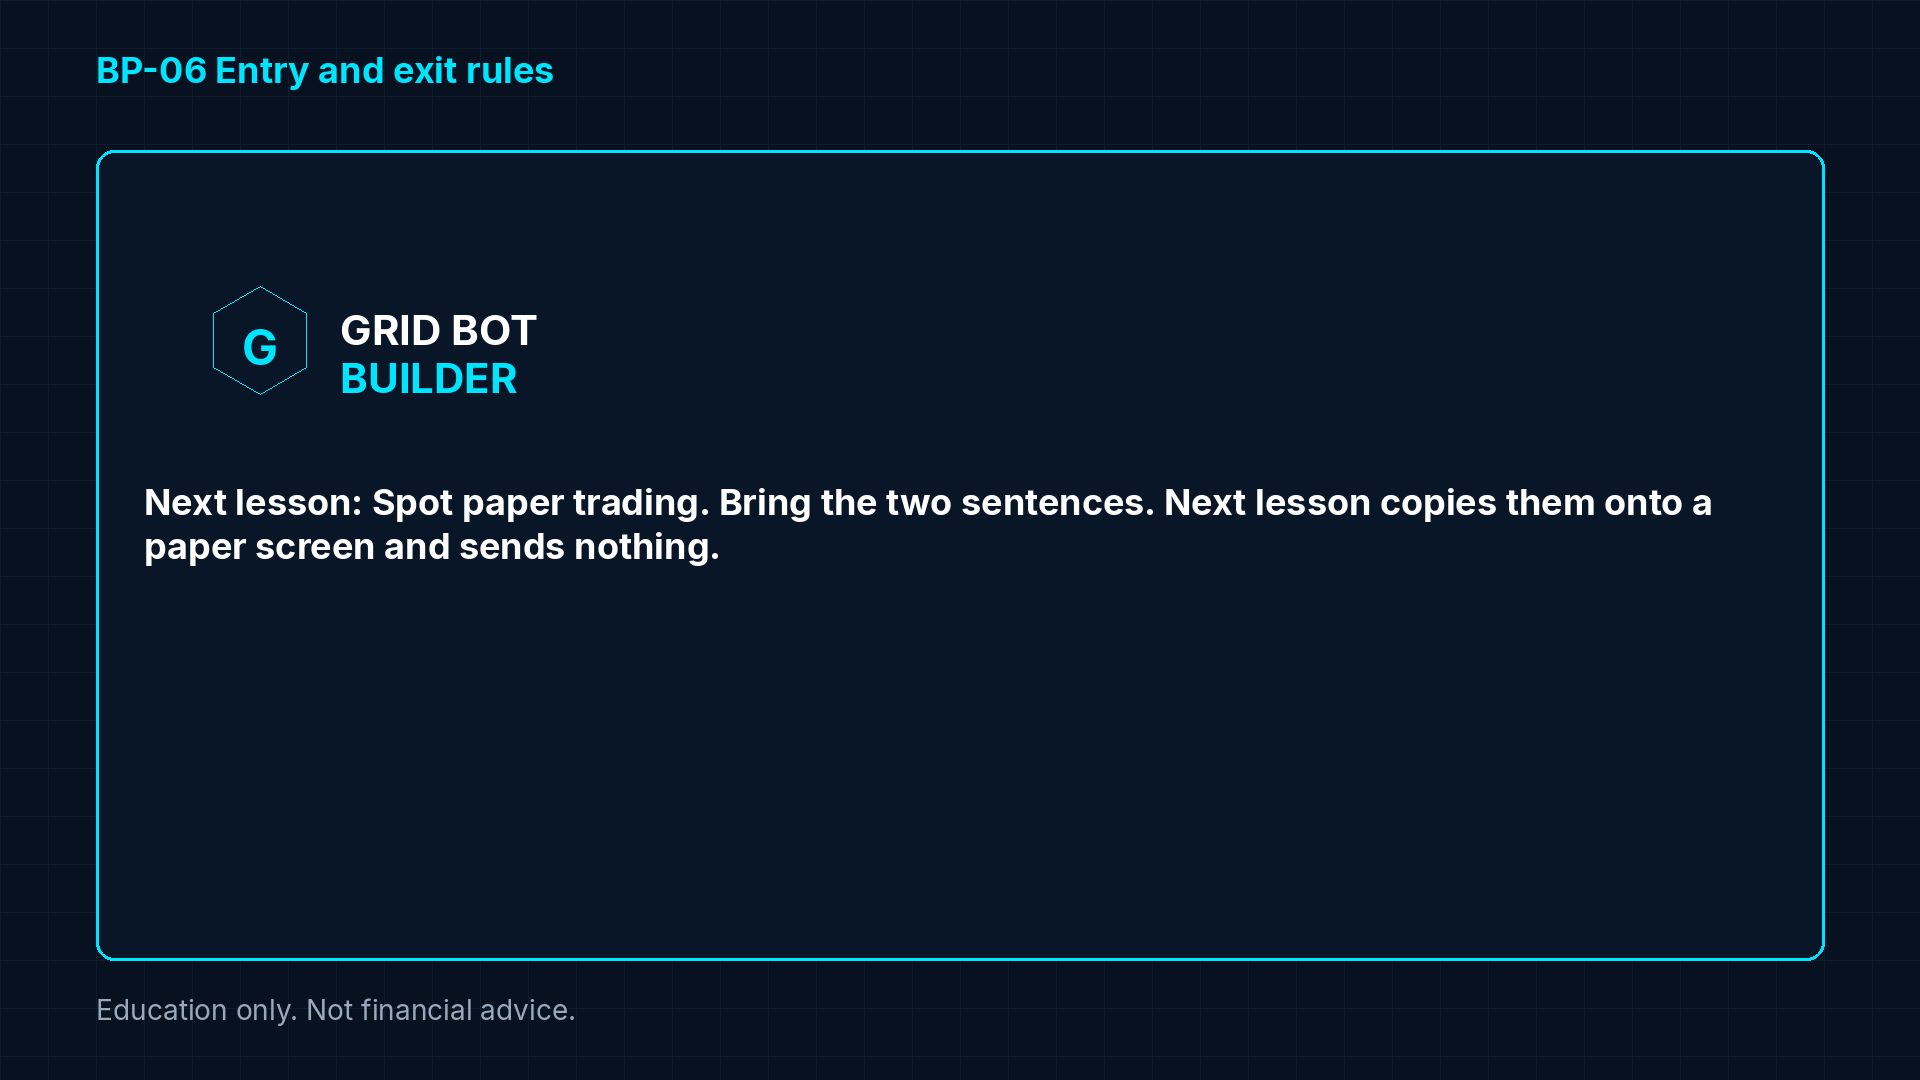 BP-06 Entry and exit rules
G
GRID BOT
BUILDER
Next lesson: Spot paper trading. Bring the two sentences. Next lesson copies them onto a
paper screen and sends nothing.
Education only. Not financial advice.